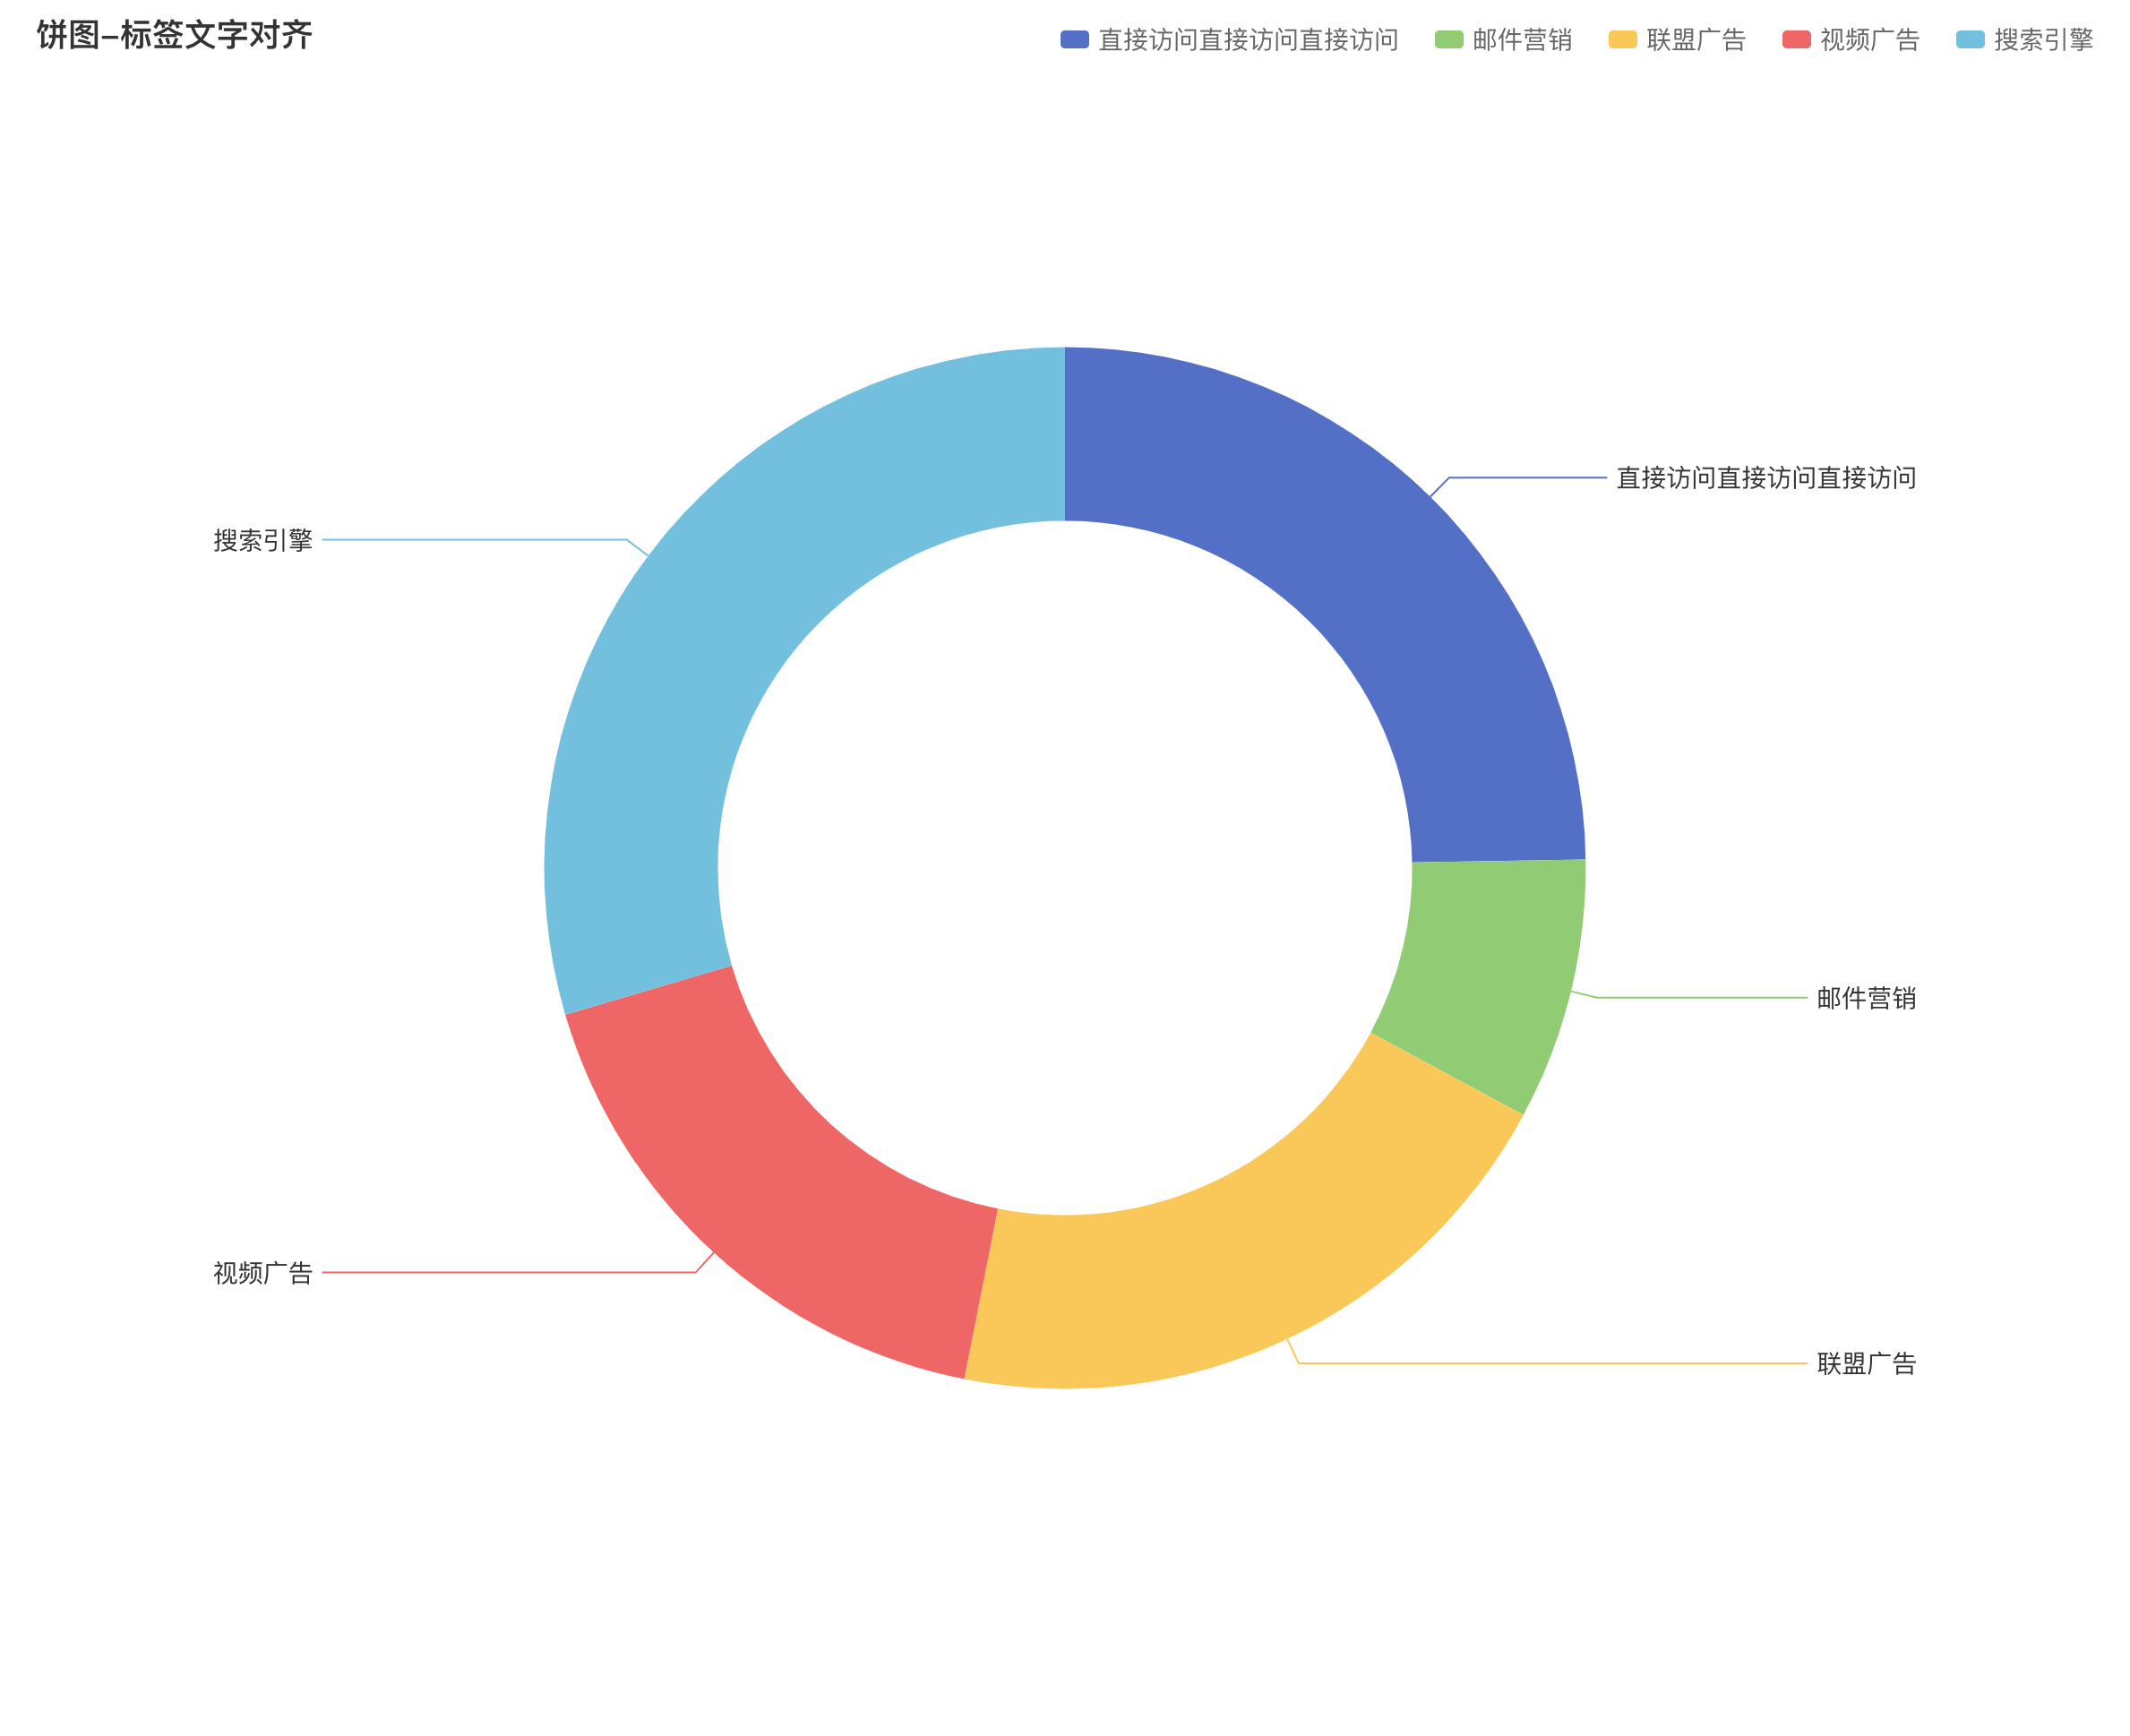 饼图-标签文字对齐
直接访问直接访问直接访问 邮件营销 联盟广告 视频广告 搜索引擎
直接访问直接访问直接访问
搜索引擎
邮件营销
视频广告
联盟广告